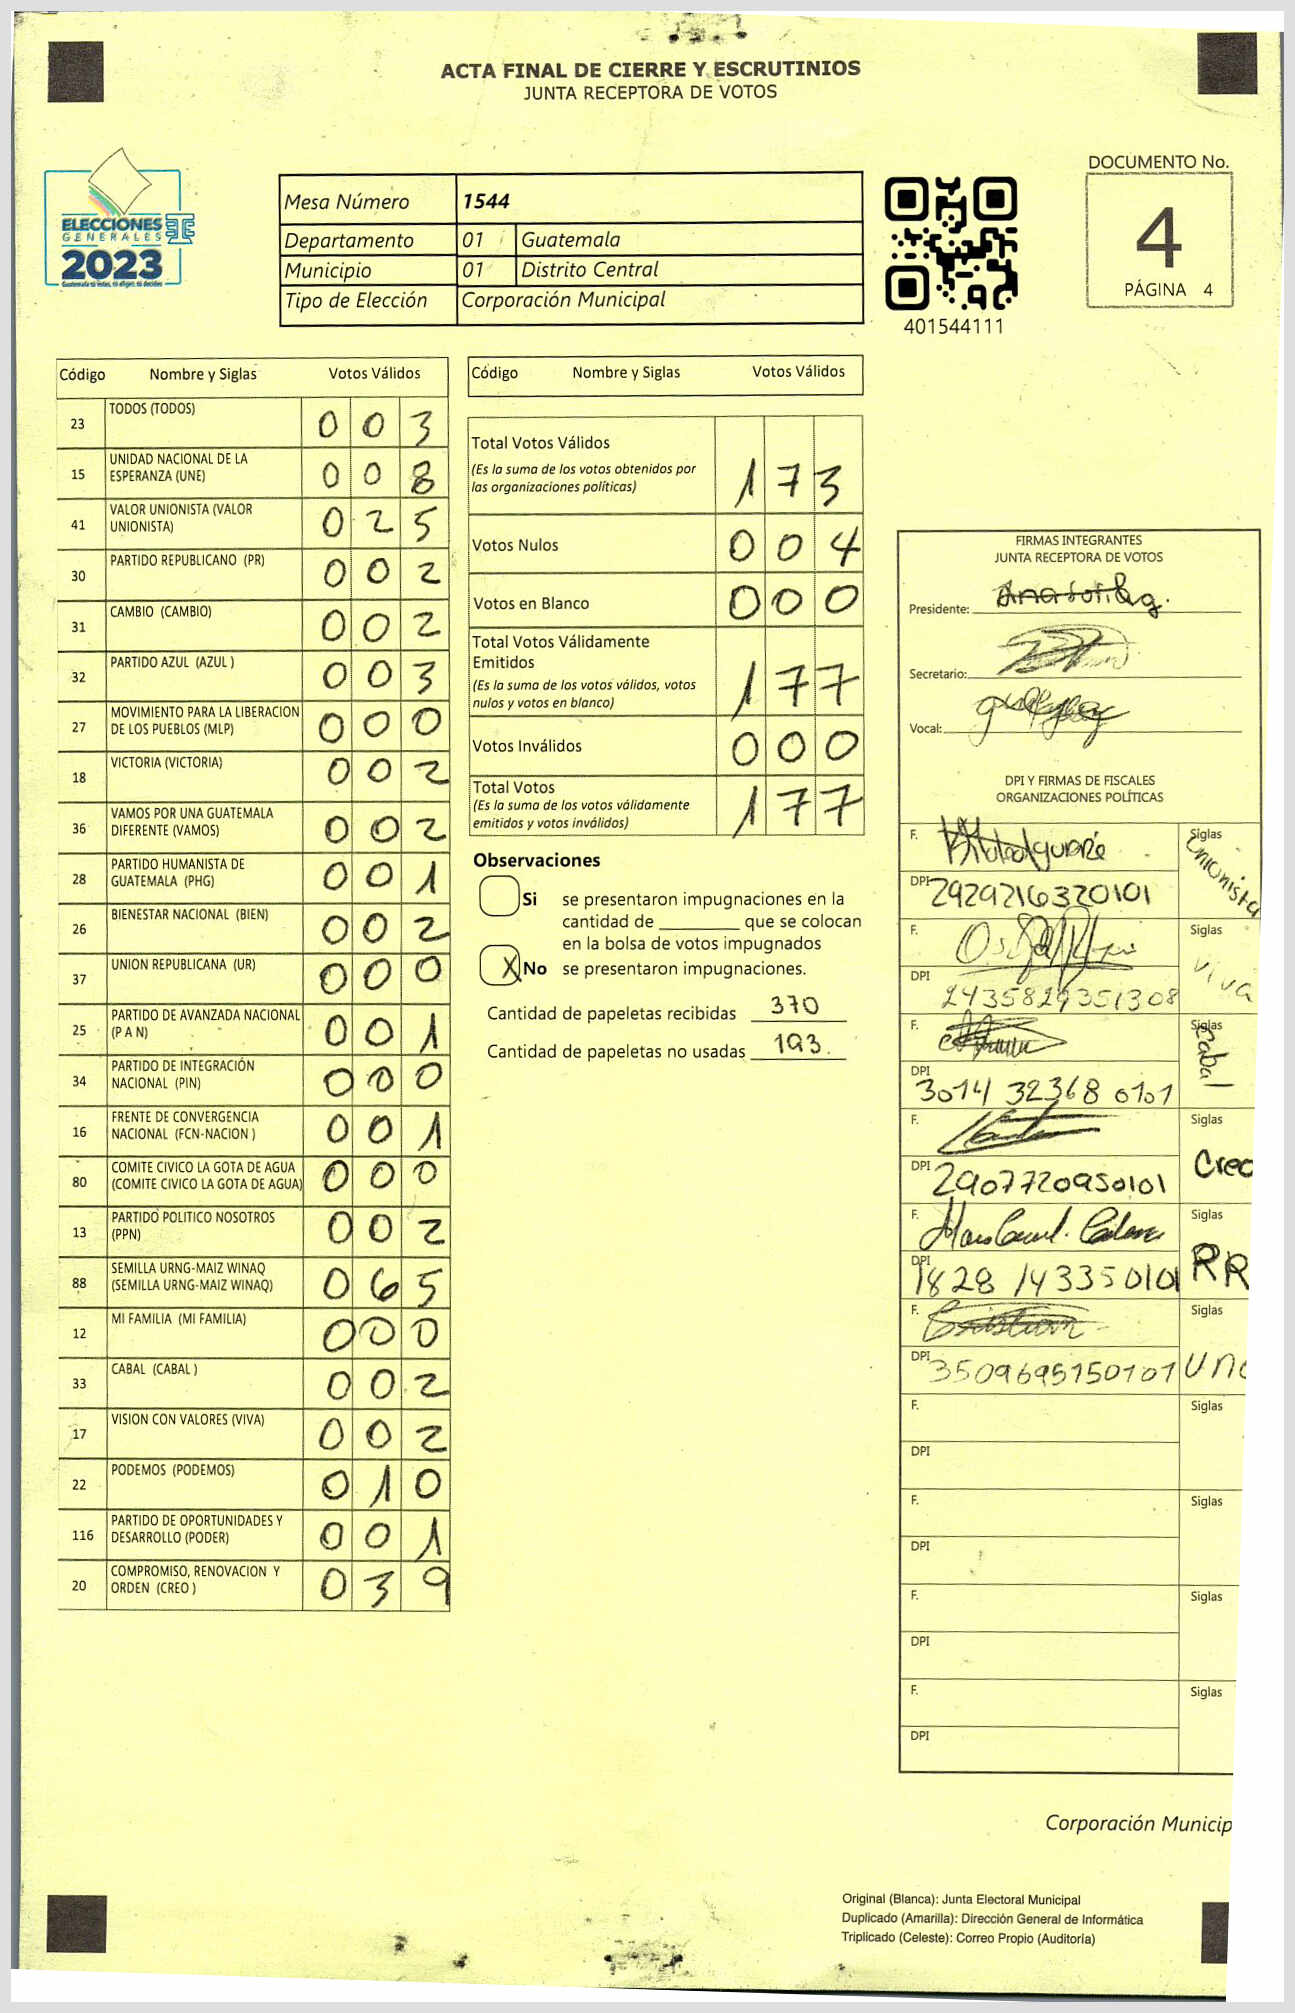 ACTA FINAL DE CIERRE Y ESCRUTINIOS
JUNTA RECEPTORA DE VOTOS
ELECCIONES
GENERALES
2023
Mesa Número 1544
Departamento 01 Guatemala
Municipio 01 Distrito Central
Tipo de Elección Corporación Municipal
401544111
DOCUMENTO No.
4
PÁGINA 4
Código Nombre y Siglas Votos Válidos
23 TODOS (TODOS) 0 0 3
15 UNIDAD NACIONAL DE LA
ESPERANZA (UNE) 0 0 8
41 VALOR UNIONISTA (VALOR
UNIONISTA) 0 2 5
30 PARTIDO REPUBLICANO (PR) 0 0 2
31 CAMBIO (CAMBIO) 0 0 2
32 PARTIDO AZUL (AZUL ) 0 0 3
27 MOVIMIENTO PARA LA LIBERACION
DE LOS PUEBLOS (MLP) 0 0 0
18 VICTORIA (VICTORIA) 0 0 2
36 VAMOS POR UNA GUATEMALA
DIFERENTE (VAMOS) 0 0 2
28 PARTIDO HUMANISTA DE
GUATEMALA (PHG) 0 0 1
26 BIENESTAR NACIONAL (BIEN) 0 0 2
37 UNION REPUBLICANA (UR) 0 0 0
25 PARTIDO DE AVANZADA NACIONAL
(P A N) 0 0 1
34 PARTIDO DE INTEGRACIÓN
NACIONAL (PIN) 0 0 0
16 FRENTE DE CONVERGENCIA
NACIONAL (FCN-NACION ) 0 0 1
80 COMITE CIVICO LA GOTA DE AGUA
(COMITE CIVICO LA GOTA DE AGUA) 0 0 0
13 PARTIDO POLITICO NOSOTROS
(PPN) 0 0 2
88 SEMILLA URNG-MAIZ WINAQ
(SEMILLA URNG-MAIZ WINAQ) 0 6 5
12 MI FAMILIA (MI FAMILIA) 0 0 0
33 CABAL (CABAL ) 0 0 2
17 VISION CON VALORES (VIVA) 0 0 2
22 PODEMOS (PODEMOS) 0 1 0
116 PARTIDO DE OPORTUNIDADES Y
DESARROLLO (PODER) 0 0 1
20 COMPROMISO, RENOVACION Y
ORDEN (CREO ) 0 3 9
Código Nombre y Siglas Votos Válidos
Total Votos Válidos
(Es la suma de los votos obtenidos por
las organizaciones políticas) 1 7 3
Votos Nulos 0 0 4
Votos en Blanco 0 0 0
Total Votos Válidamente
Emitidos
(Es la suma de los votos válidos, votos
nulos y votos en blanco) 1 7 7
Votos Inválidos 0 0 0
Total Votos
(Es la suma de los votos válidamente
emitidos y votos inválidos) 1 7 7
Observaciones
Si se presentaron impugnaciones en la
cantidad de ________ que se colocan
en la bolsa de votos impugnados
X No se presentaron impugnaciones.
Cantidad de papeletas recibidas 370
Cantidad de papeletas no usadas 193.
FIRMAS INTEGRANTES
JUNTA RECEPTORA DE VOTOS
Presidente:
Secretario:
Vocal:
DPI Y FIRMAS DE FISCALES
ORGANIZACIONES POLÍTICAS
F. Siglas Unionista
DPI 2929216320101
F. Siglas Viva
DPI 2435829351308
F. Siglas Cabal
DPI 3014 32368 0101
F. Siglas Creo
DPI 2907720950101
F. Siglas RR
DPI 1828 14335 0101
F. Siglas
DPI 3509695150101
F. Siglas
DPI
F. Siglas
DPI
F. Siglas
DPI
F. Siglas
DPI
Corporación Municip
Original (Blanca): Junta Electoral Municipal
Duplicado (Amarilla): Dirección General de Informática
Triplicado (Celeste): Correo Propio (Auditoría)